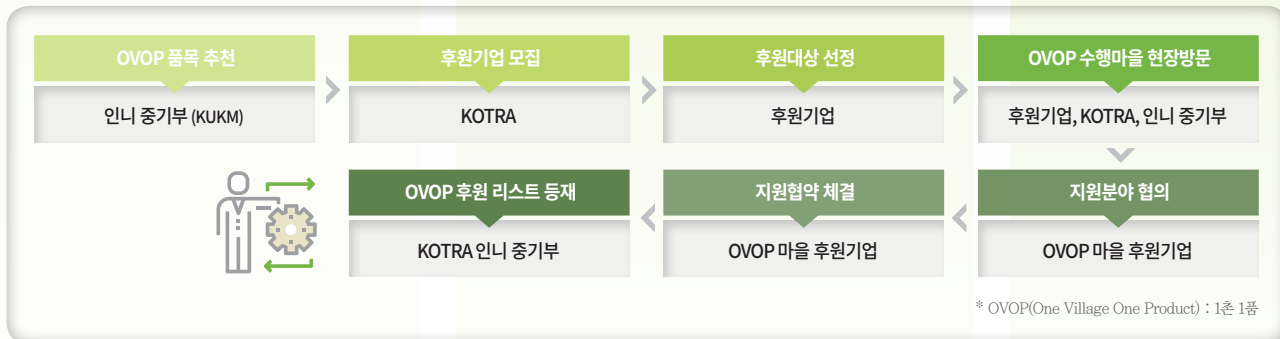 OVOP 품목 추천
인니 중기부 (KUKM)
후원기업 모집
KOTRA
후원대상 선정
후원기업
OVOP 수행마을 현장방문
후원기업, KOTRA, 인니 중기부
지원분야 협의
OVOP 마을 후원기업
지원협약 체결
OVOP 마을 후원기업
OVOP 후원 리스트 등재
KOTRA 인니 중기부
* OVOP(One Village One Product) : 1촌 1품